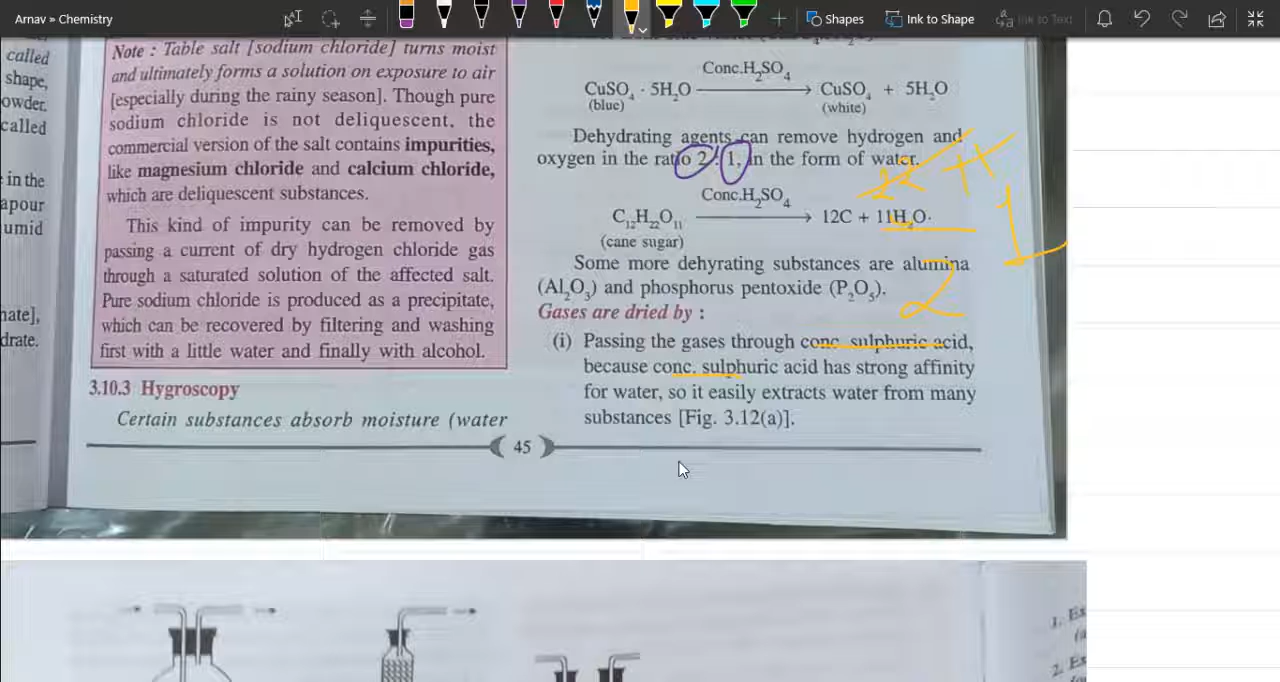 Arnav » Chemistry
Shapes
Ink to Shape
Ink to Text
called
shape,
owder.
called
in the
apour
umid
nate],
drate.
Note : Table salt [sodium chloride] turns moist
and ultimately forms a solution on exposure to air
[especially during the rainy season]. Though pure
sodium chloride is not deliquescent, the
commercial version of the salt contains impurities,
like magnesium chloride and calcium chloride,
which are deliquescent substances.
This kind of impurity can be removed by
passing a current of dry hydrogen chloride gas
through a saturated solution of the affected salt.
Pure sodium chloride is produced as a precipitate,
which can be recovered by filtering and washing
first with a little water and finally with alcohol.
3.10.3 Hygroscopy
Certain substances absorb moisture (water
Conc.H₂SO₄
CuSO₄ · 5H₂O → CuSO₄ + 5H₂O
(blue) (white)
Dehydrating agents can remove hydrogen and
oxygen in the ratio 2 : 1, in the form of water.
22
Conc.H₂SO₄
C₁₂H₂₂O₁₁ → 12C + 11H₂O.
(cane sugar)
1
Some more dehyrating substances are alumina
(Al₂O₃) and phosphorus pentoxide (P₂O₅).
2
Gases are dried by :
(i) Passing the gases through conc. sulphuric acid,
because conc. sulphuric acid has strong affinity
for water, so it easily extracts water from many
substances [Fig. 3.12(a)].
45
1. Ex
2. Ex